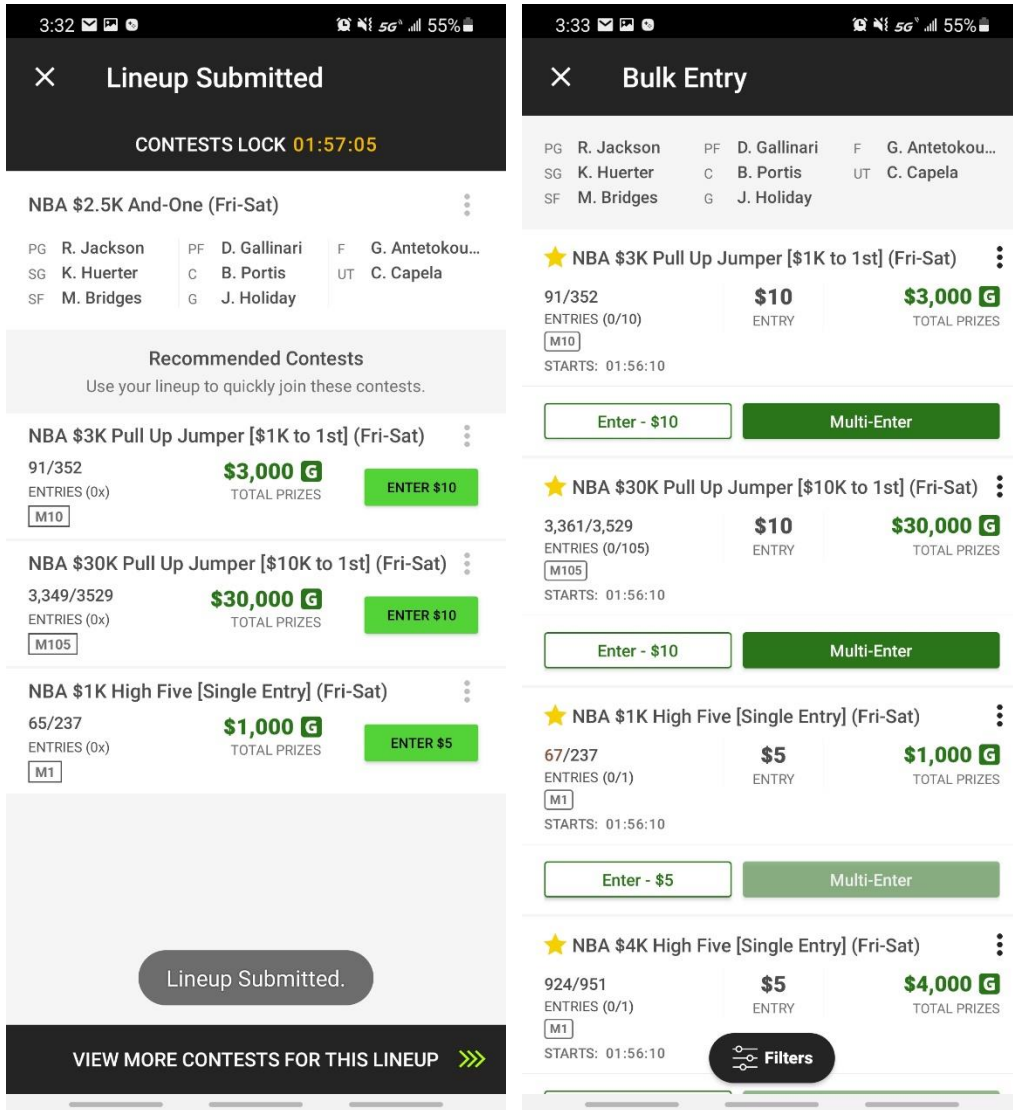 3:32 5G 55%
Lineup Submitted
CONTESTS LOCK 01:57:05
NBA $2.5K And-One (Fri-Sat)
PG R. Jackson PF D. Gallinari F G. Antetokou...
SG K. Huerter C B. Portis UT C. Capela
SF M. Bridges G J. Holiday
Recommended Contests
Use your lineup to quickly join these contests.
NBA $3K Pull Up Jumper [$1K to 1st] (Fri-Sat)
91/352 $3,000 G ENTER $10
ENTRIES (0x) TOTAL PRIZES
M10
NBA $30K Pull Up Jumper [$10K to 1st] (Fri-Sat)
3,349/3529 $30,000 G ENTER $10
ENTRIES (0x) TOTAL PRIZES
M105
NBA $1K High Five [Single Entry] (Fri-Sat)
65/237 $1,000 G ENTER $5
ENTRIES (0x) TOTAL PRIZES
M1
Lineup Submitted.
VIEW MORE CONTESTS FOR THIS LINEUP
3:33 5G 55%
Bulk Entry
PG R. Jackson PF D. Gallinari F G. Antetokou...
SG K. Huerter C B. Portis UT C. Capela
SF M. Bridges G J. Holiday
NBA $3K Pull Up Jumper [$1K to 1st] (Fri-Sat)
91/352 $10 $3,000 G
ENTRIES (0/10) ENTRY TOTAL PRIZES
M10
STARTS: 01:56:10
Enter - $10 Multi-Enter
NBA $30K Pull Up Jumper [$10K to 1st] (Fri-Sat)
3,361/3,529 $10 $30,000 G
ENTRIES (0/105) ENTRY TOTAL PRIZES
M105
STARTS: 01:56:10
Enter - $10 Multi-Enter
NBA $1K High Five [Single Entry] (Fri-Sat)
67/237 $5 $1,000 G
ENTRIES (0/1) ENTRY TOTAL PRIZES
M1
STARTS: 01:56:10
Enter - $5 Multi-Enter
NBA $4K High Five [Single Entry] (Fri-Sat)
924/951 $5 $4,000 G
ENTRIES (0/1) ENTRY TOTAL PRIZES
M1
STARTS: 01:56:10
Filters